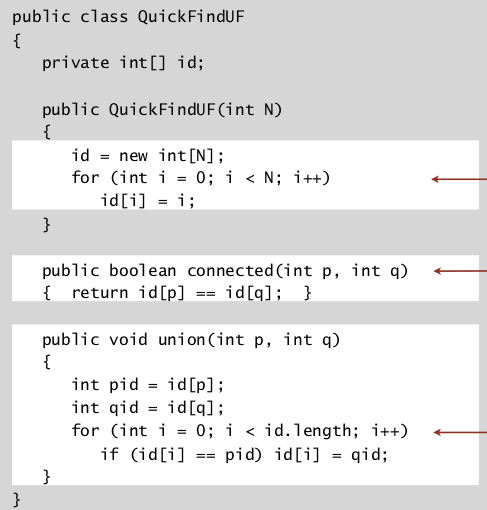 public class QuickFindUF
{
private int[] id;
public QuickFindUF(int N)
{
id = new int[N];
for (int i = 0; i < N; i++)
id[i] = i;
}
public boolean connected(int p, int q)
{ return id[p] == id[q]; }
public void union(int p, int q)
{
int pid = id[p];
int qid = id[q];
for (int i = 0; i < id.length; i++)
if (id[i] == pid) id[i] = qid;
}
}